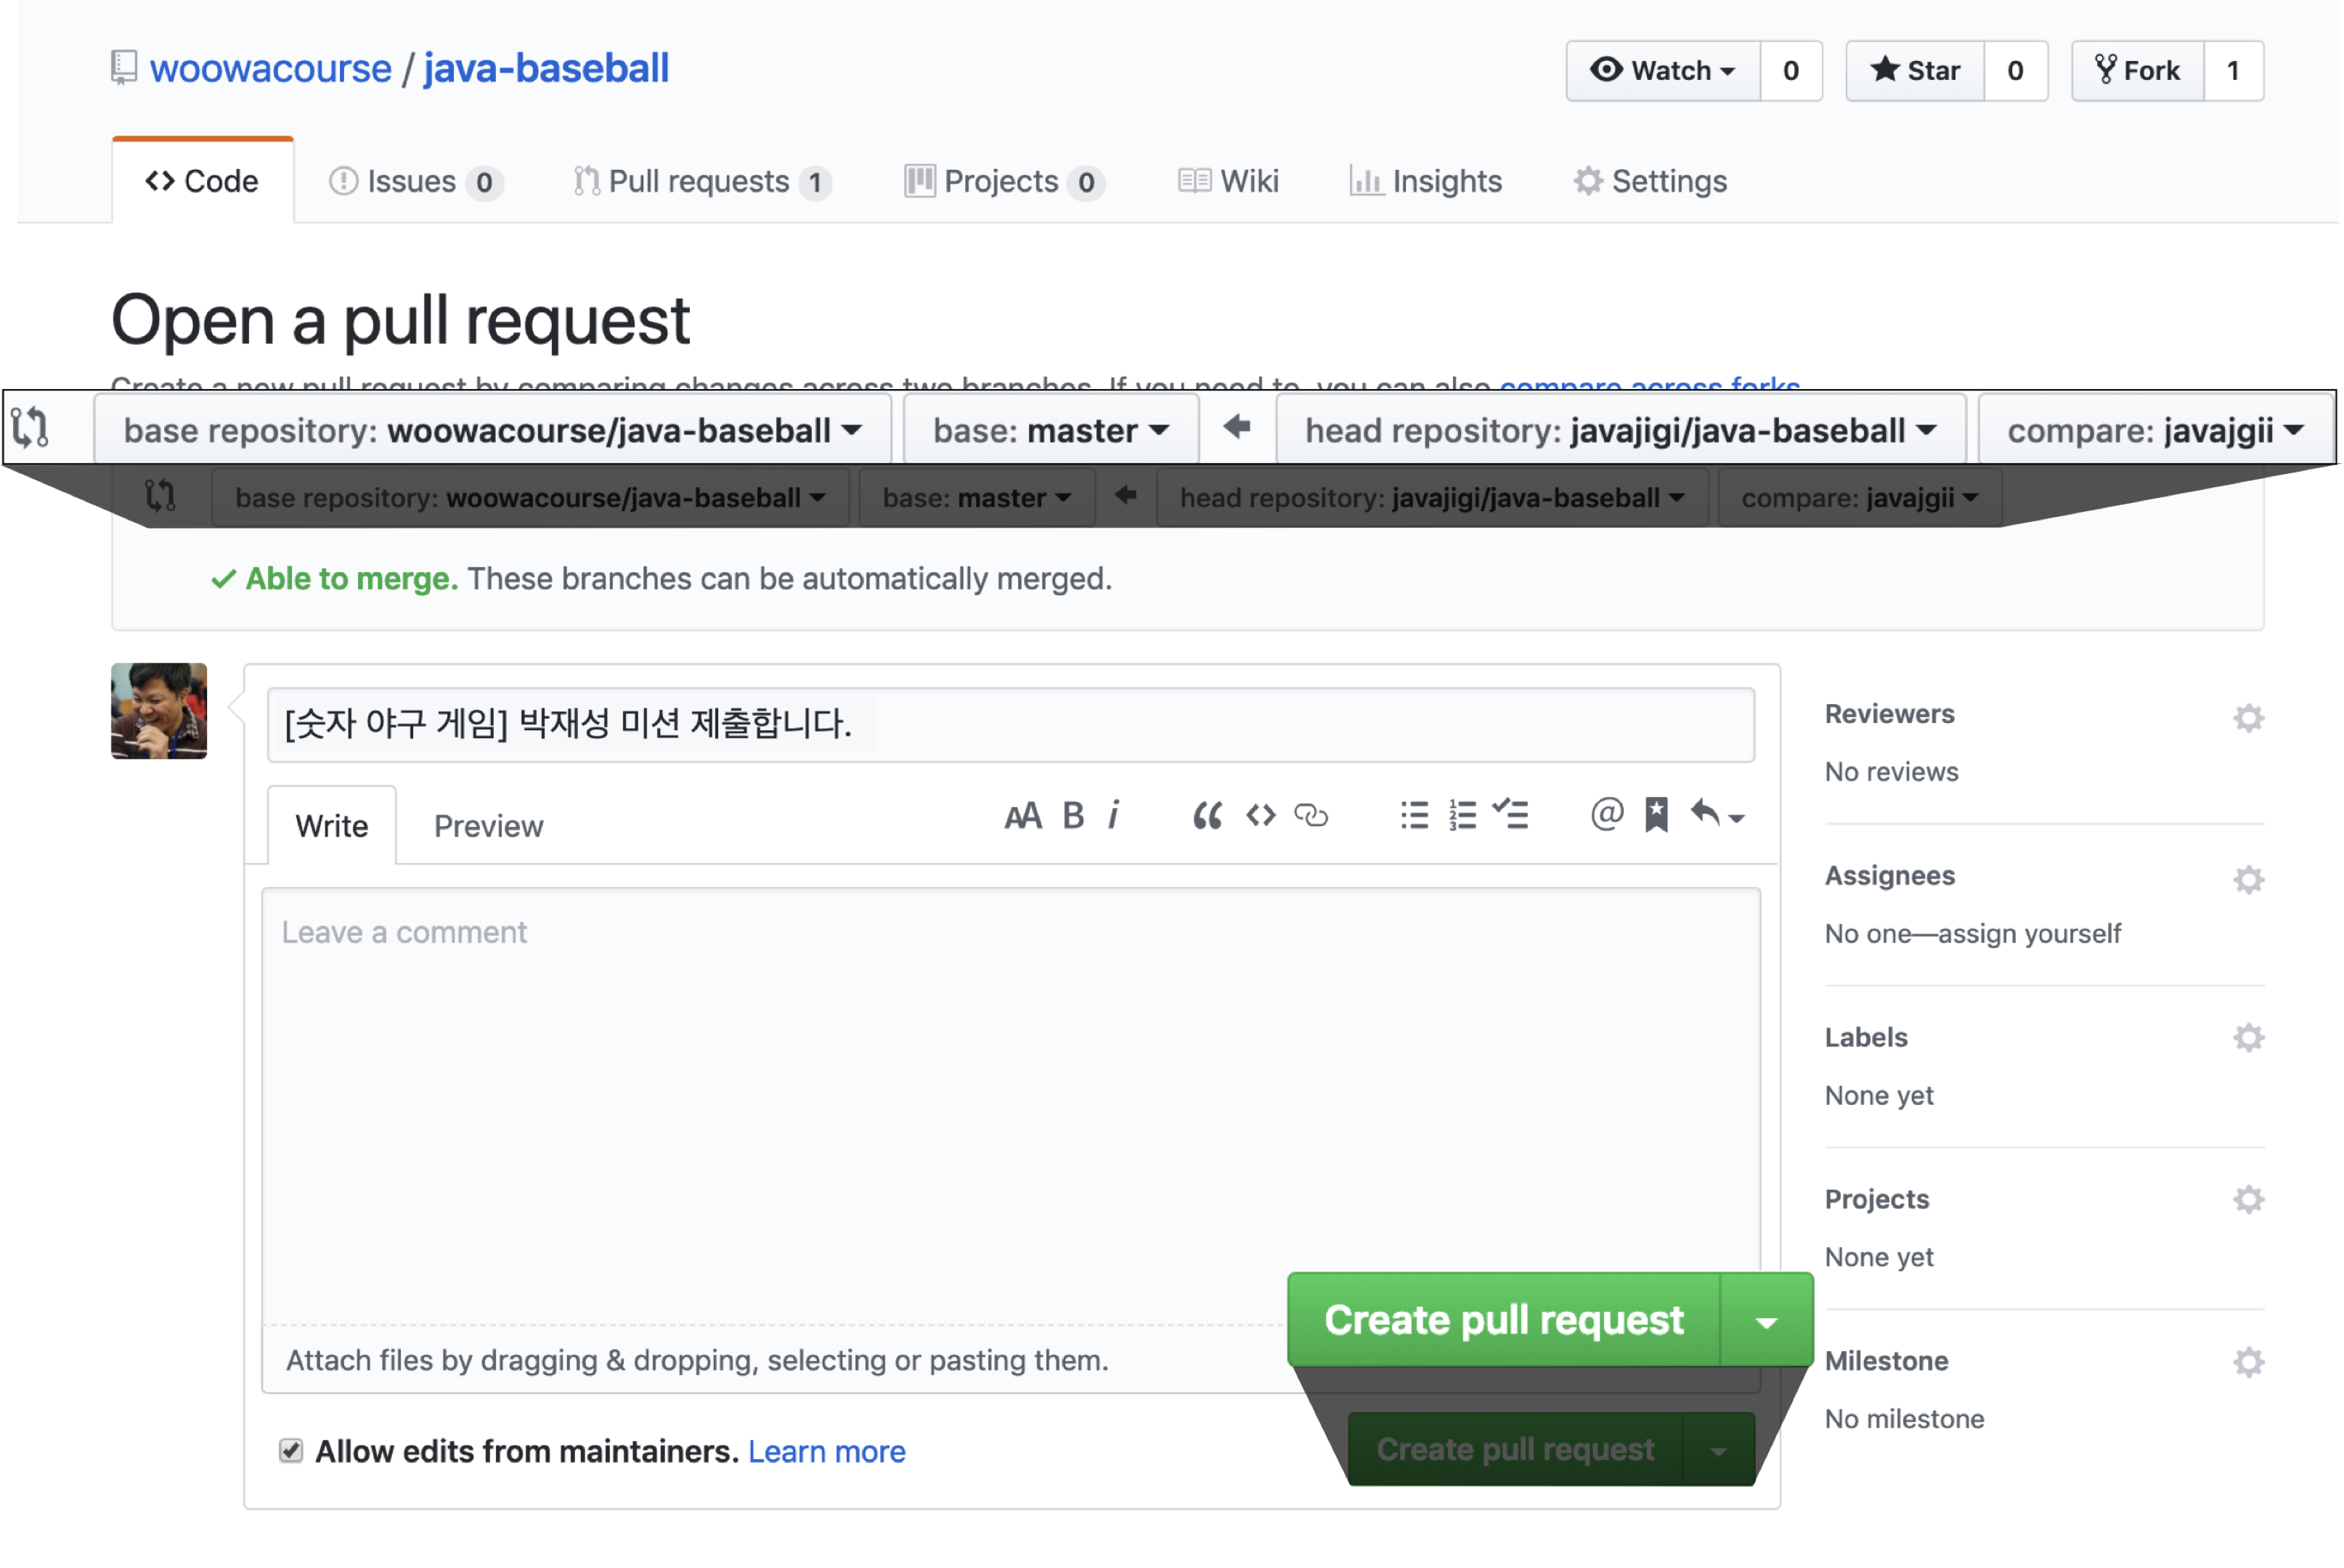 woowacourse / java-baseball
Watch 0 Star 0 Fork 1
Code Issues 0 Pull requests 1 Projects 0 Wiki Insights Settings
Open a pull request
Create a new pull request by comparing changes across two branches. If you need to, you can also compare across forks.
base repository: woowacourse/java-baseball base: master head repository: javajigi/java-baseball compare: javajgii
base repository: woowacourse/java-baseball base: master head repository: javajigi/java-baseball compare: javajgii
Able to merge. These branches can be automatically merged.
[숫자 야구 게임] 박재성 미션 제출합니다.
Write Preview
Leave a comment
Attach files by dragging & dropping, selecting or pasting them.
Create pull request
Allow edits from maintainers. Learn more
Create pull request
Reviewers
No reviews
Assignees
No one—assign yourself
Labels
None yet
Projects
None yet
Milestone
No milestone